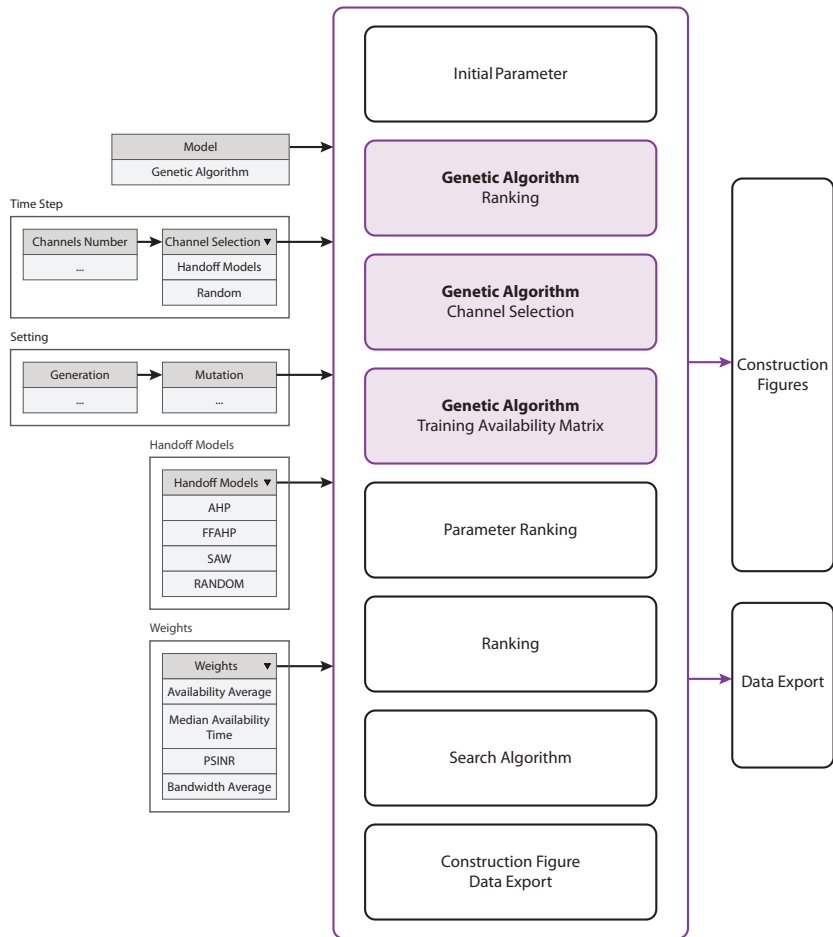 Model
Genetic Algorithm
Time Step
Channels Number
...
Channel Selection ▼
Handoff Models
Random
Setting
Generation
...
Mutation
...
Handoff Models
Handoff Models ▼
AHP
FFAHP
SAW
RANDOM
Weights
Weights ▼
Availability Average
Median Availability
Time
PSINR
Bandwidth Average
Initial Parameter
Genetic Algorithm
Ranking
Genetic Algorithm
Channel Selection
Genetic Algorithm
Training Availability Matrix
Parameter Ranking
Ranking
Search Algorithm
Construction Figure
Data Export
Construction
Figures
Data Export